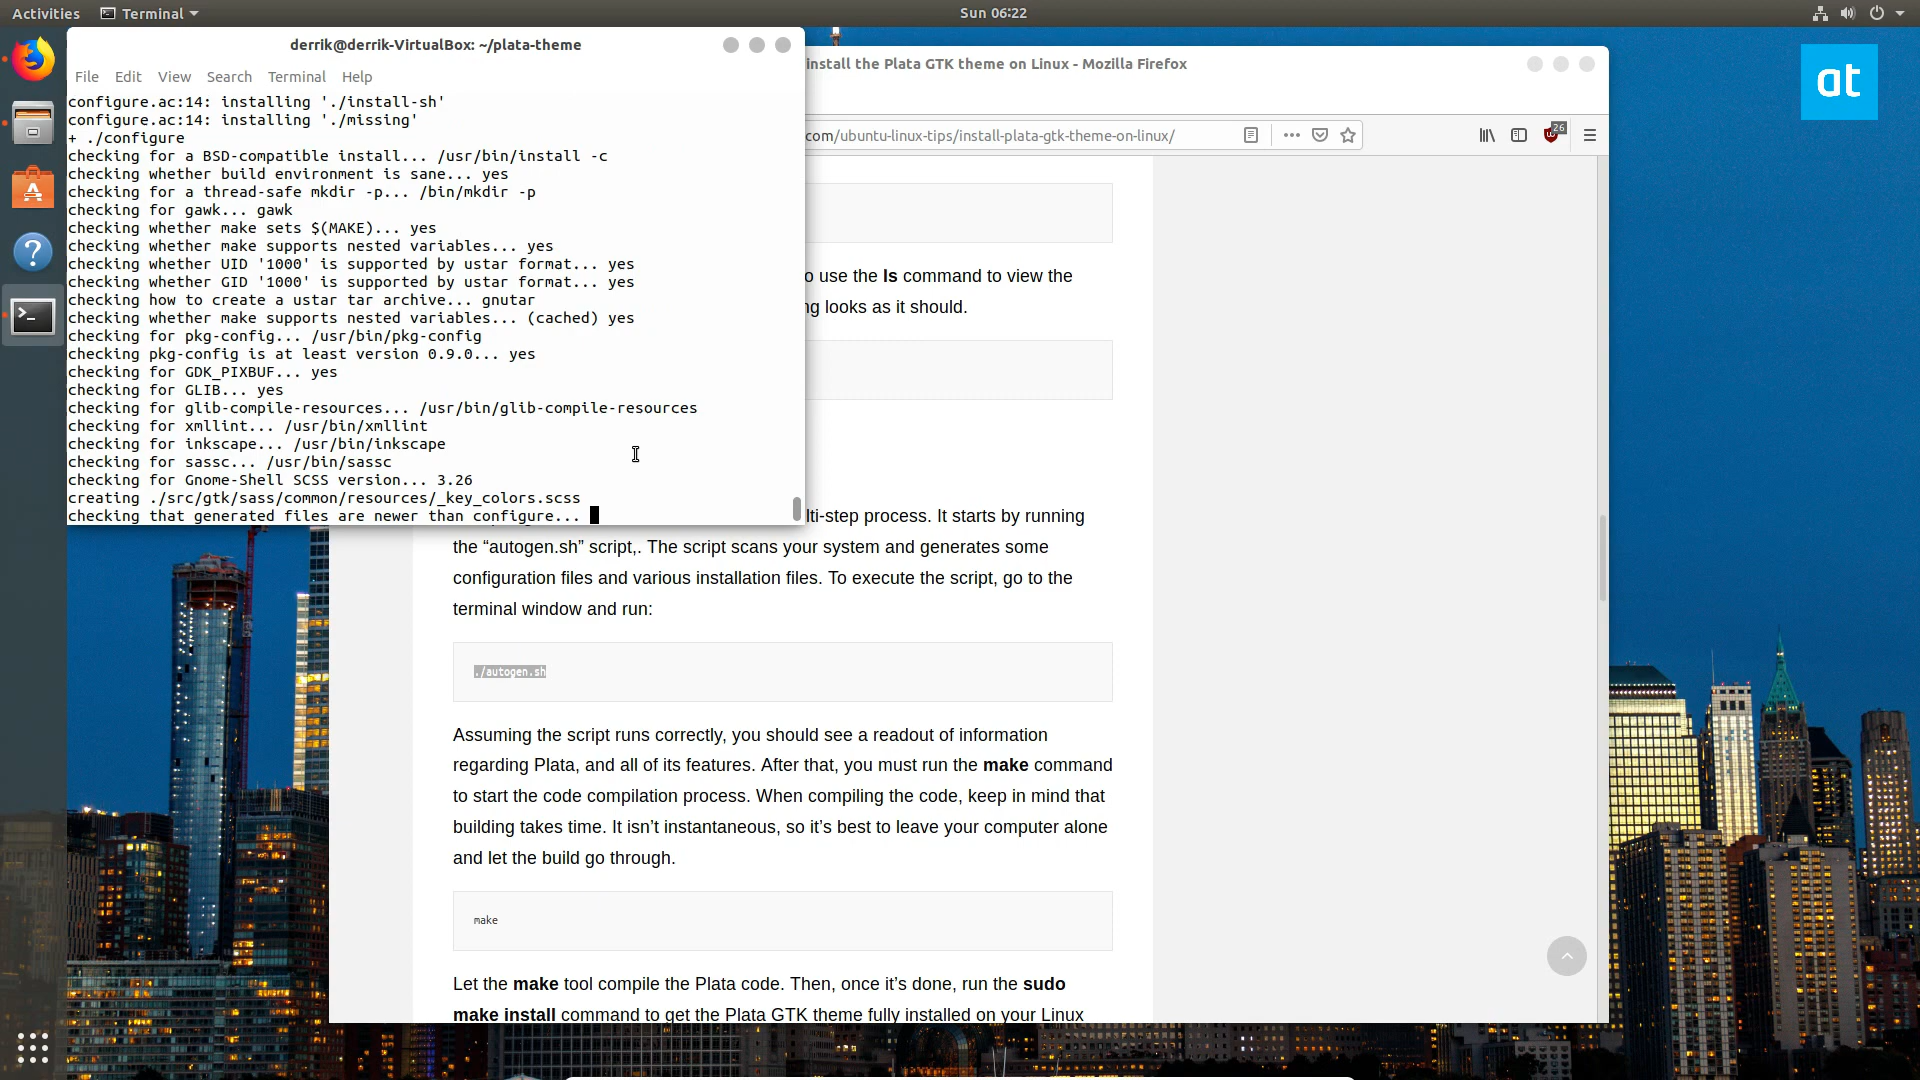 Activities
Terminal
Sun 06:22
derrik@derrik-VirtualBox: ~/plata-theme
File Edit View Search Terminal Help
configure.ac:14: installing './install-sh'
configure.ac:14: installing './missing'
+ ./configure
checking for a BSD-compatible install... /usr/bin/install -c
checking whether build environment is sane... yes
checking for a thread-safe mkdir -p... /bin/mkdir -p
checking for gawk... gawk
checking whether make sets $(MAKE)... yes
checking whether make supports nested variables... yes
checking whether UID '1000' is supported by ustar format... yes
checking whether GID '1000' is supported by ustar format... yes
checking how to create a ustar tar archive... gnutar
checking whether make supports nested variables... (cached) yes
checking for pkg-config... /usr/bin/pkg-config
checking pkg-config is at least version 0.9.0... yes
checking for GDK_PIXBUF... yes
checking for GLIB... yes
checking for glib-compile-resources... /usr/bin/glib-compile-resources
checking for xmllint... /usr/bin/xmllint
checking for inkscape... /usr/bin/inkscape
checking for sassc... /usr/bin/sassc
checking for Gnome-Shell SCSS version... 3.26
creating ./src/gtk/sass/common/resources/_key_colors.scss
checking that generated files are newer than configure...
install the Plata GTK theme on Linux - Mozilla Firefox
com/ubuntu-linux-tips/install-plata-gtk-theme-on-linux/
26
at
o use the ls command to view the
ng looks as it should.
lti-step process. It starts by running
the “autogen.sh” script,. The script scans your system and generates some
configuration files and various installation files. To execute the script, go to the
terminal window and run:
./autogen.sh
Assuming the script runs correctly, you should see a readout of information
regarding Plata, and all of its features. After that, you must run the make command
to start the code compilation process. When compiling the code, keep in mind that
building takes time. It isn’t instantaneous, so it’s best to leave your computer alone
and let the build go through.
make
Let the make tool compile the Plata code. Then, once it’s done, run the sudo
make install command to get the Plata GTK theme fully installed on your Linux